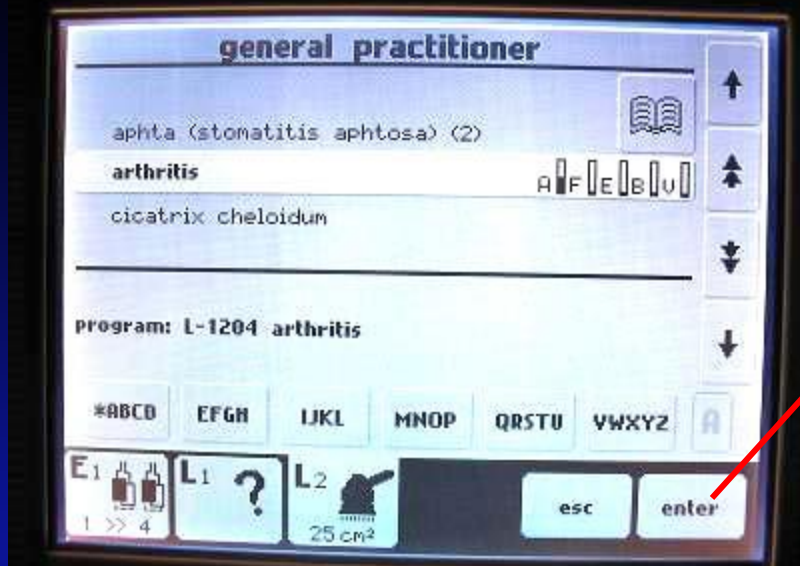 general practitioner
aphta (stomatitis aphtosa) (2)
arthritis A F E B V
cicatrix cheloidum
program: L-1204 arthritis
*ABCD EFGH IJKL MNOP QRSTU VWXYZ A
E1 L1 ? L2
1 >> 4 25 cm² esc enter